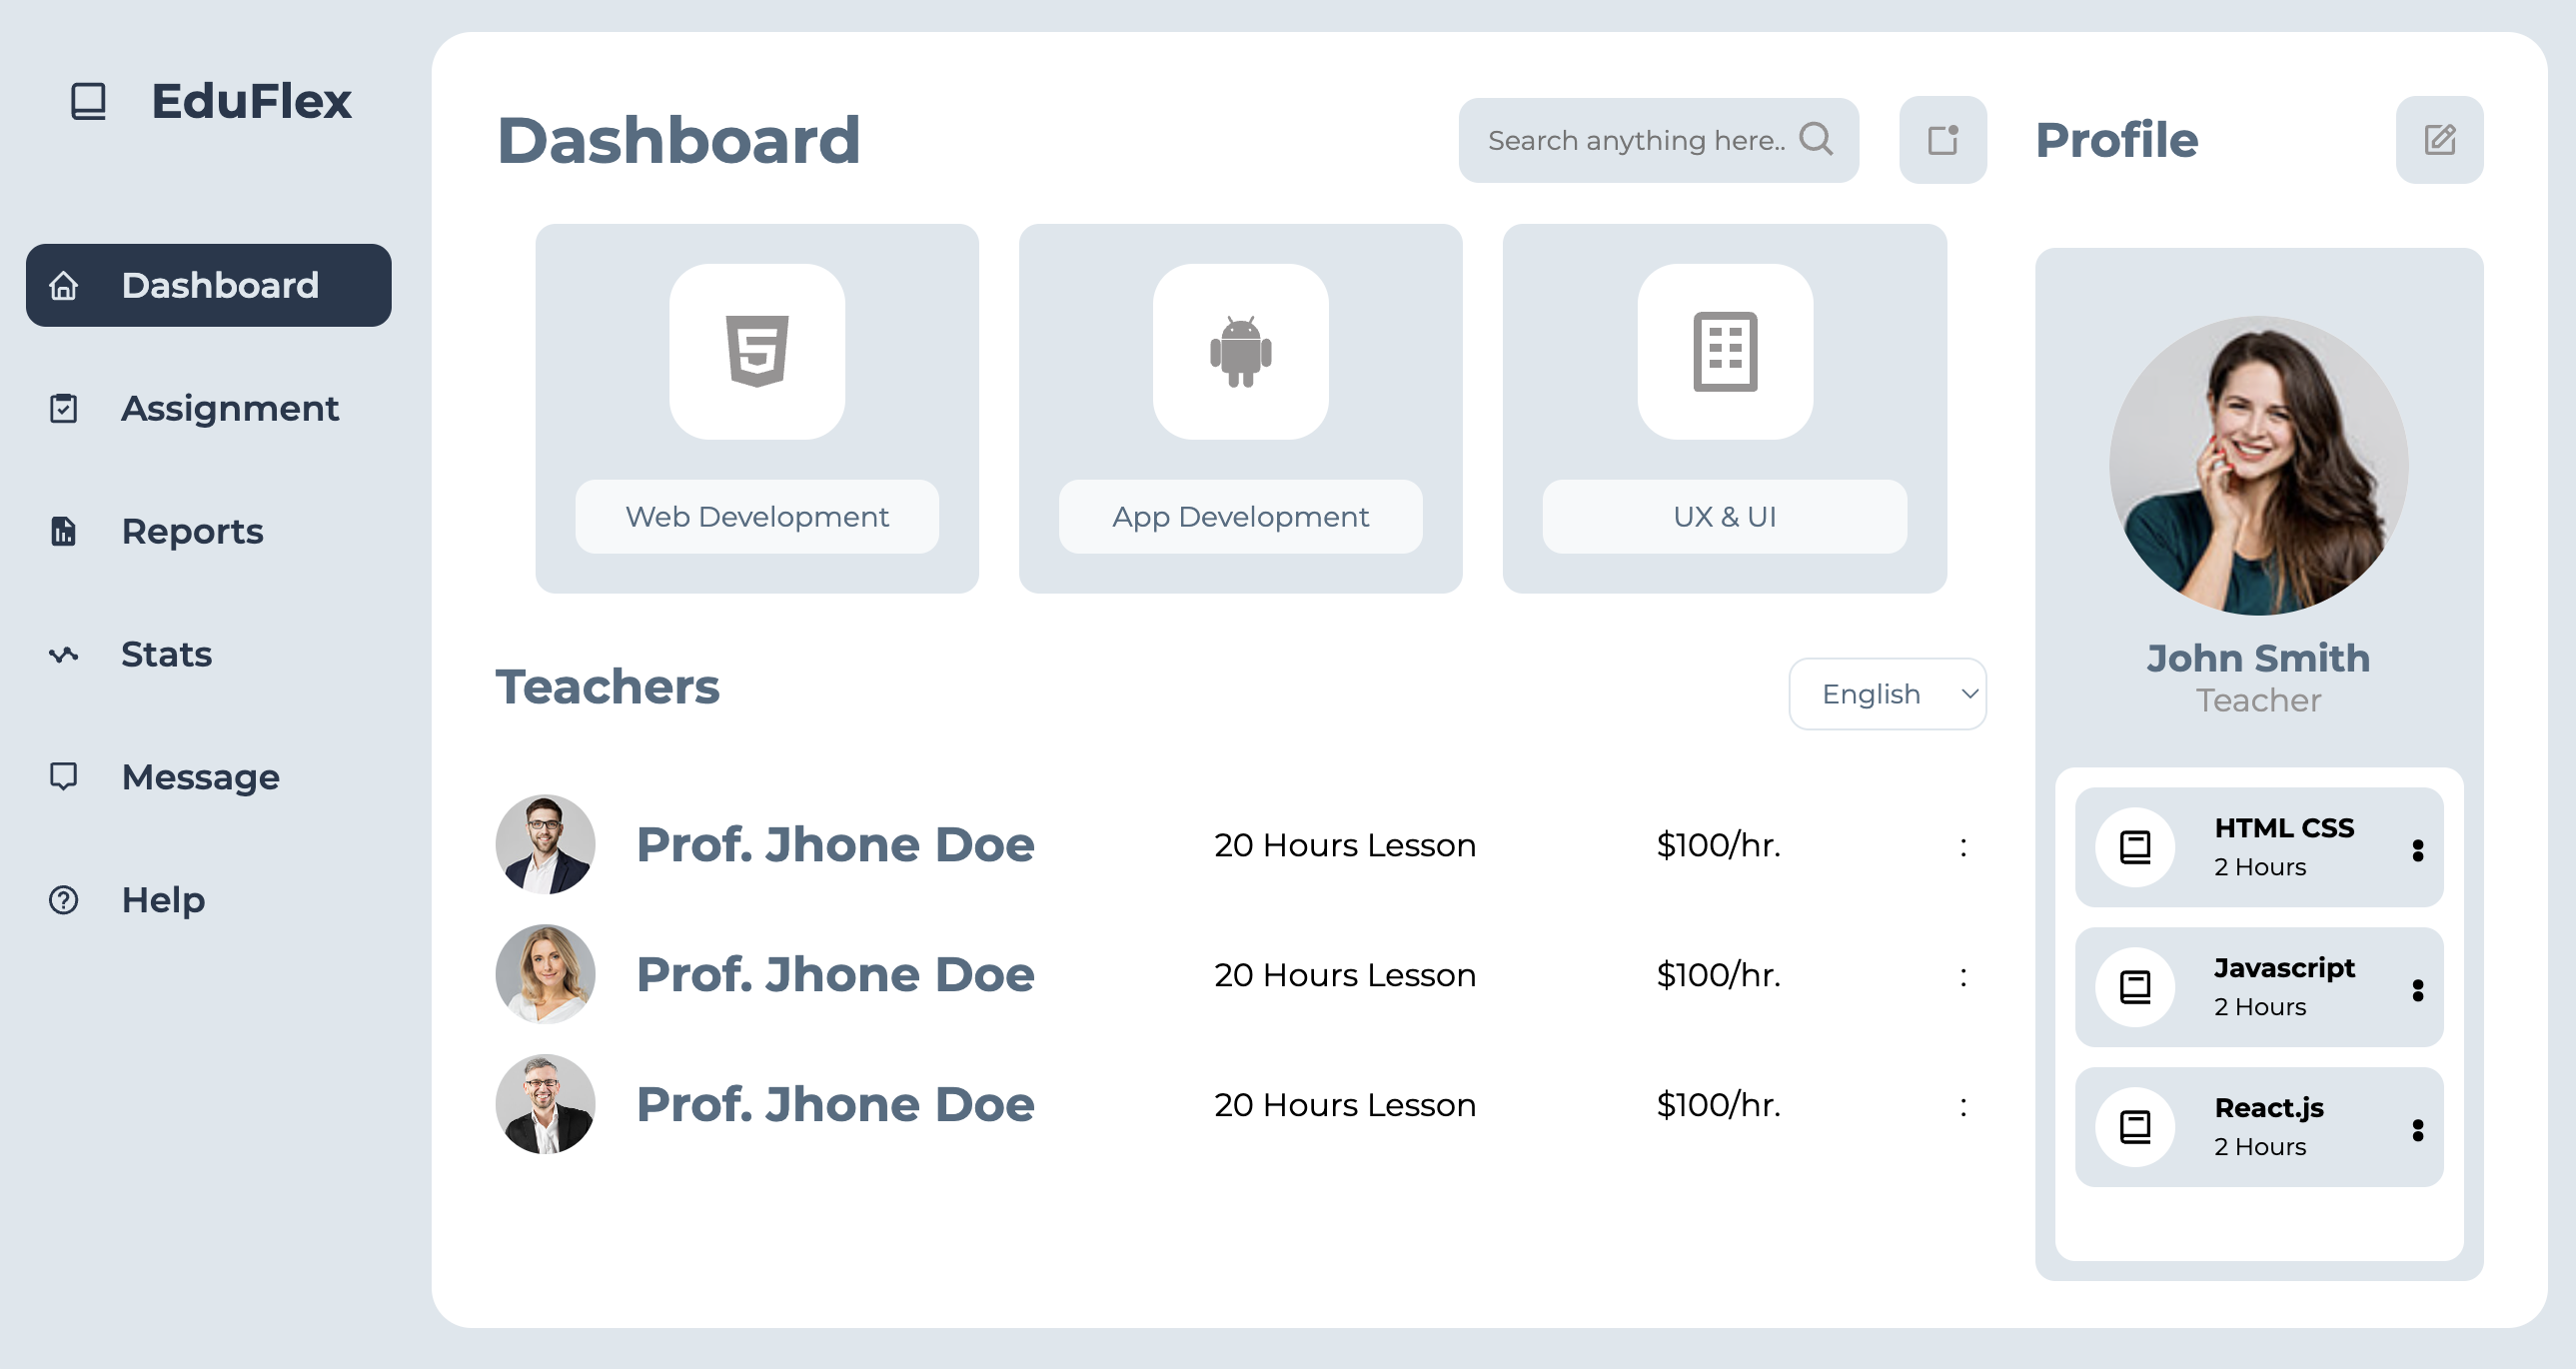 EduFlex
Dashboard
Assignment
Reports
Stats
Message
Help
Dashboard
Search anything here..
Web Development
App Development
UX & UI
Teachers
English
Prof. Jhone Doe 20 Hours Lesson $100/hr. :
Prof. Jhone Doe 20 Hours Lesson $100/hr. :
Prof. Jhone Doe 20 Hours Lesson $100/hr. :
Profile
John Smith
Teacher
HTML CSS
2 Hours
Javascript
2 Hours
React.js
2 Hours